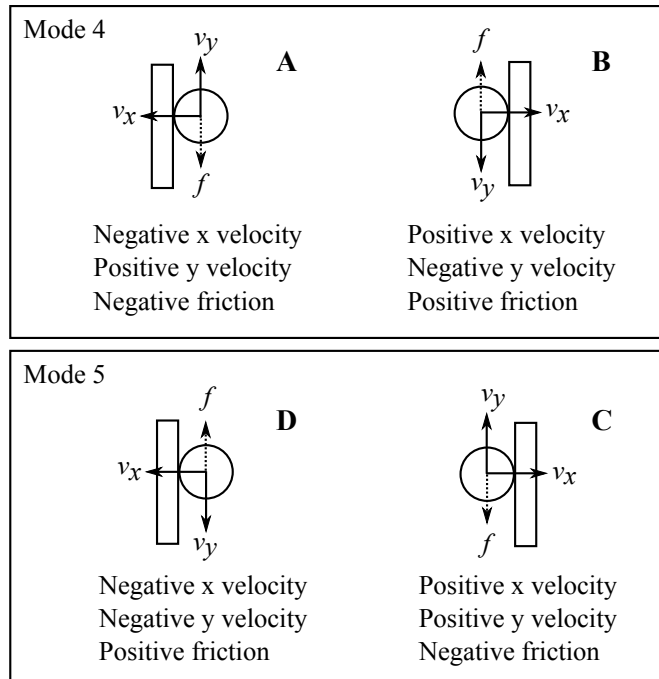 Mode 4
A
v_y
v_x
f
Negative x velocity
Positive y velocity
Negative friction
B
f
v_x
v_y
Positive x velocity
Negative y velocity
Positive friction
Mode 5
D
f
v_x
v_y
Negative x velocity
Negative y velocity
Positive friction
C
v_y
v_x
f
Positive x velocity
Positive y velocity
Negative friction